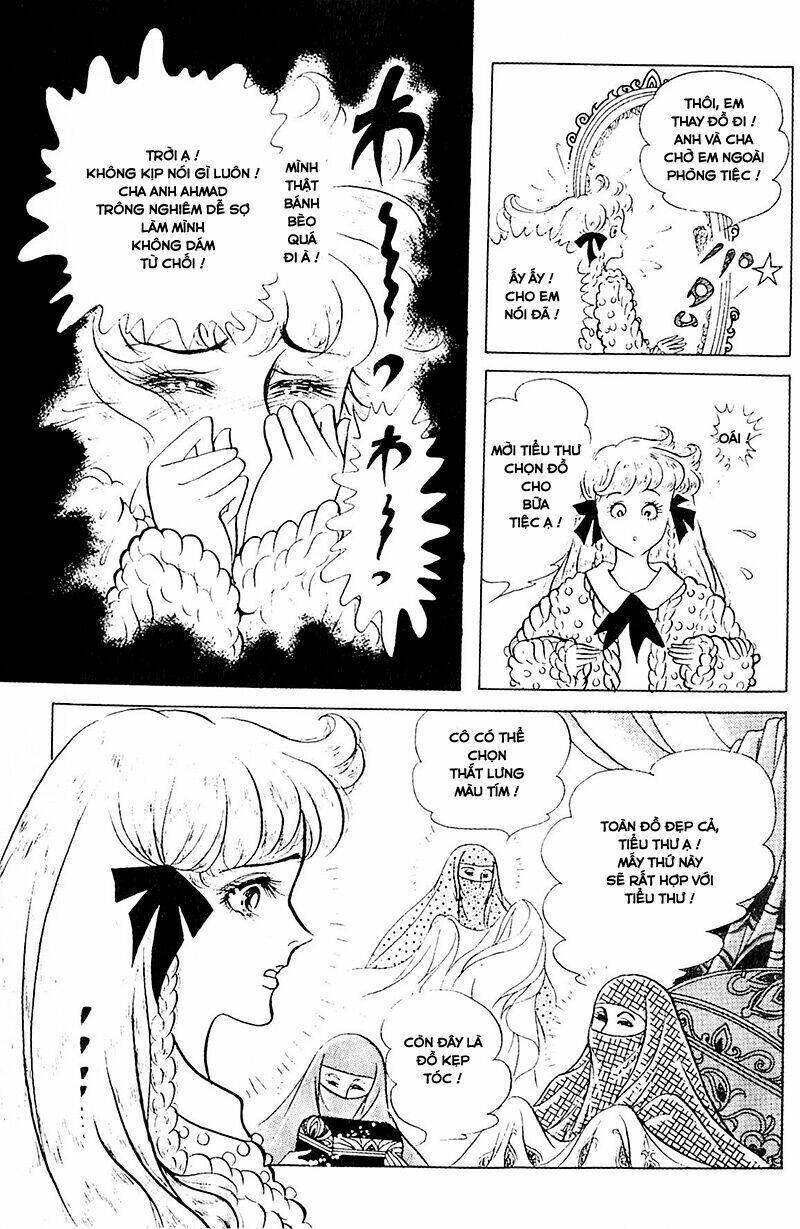 THÔI, EM
THAY ĐỒ ĐI !
ANH VÀ CHA
CHỜ EM NGOÀI
PHÒNG TIỆC !
ẤY ẤY !
CHO EM
NÓI ĐÃ !
OÁI !
MỜI TIỂU THƯ
CHỌN ĐỒ
CHO
BỮA
TIỆC Ạ !
TRỜI Ạ !
KHÔNG KỊP NÓI GÌ LUÔN !
CHA ANH AHMAD
TRÔNG NGHIÊM DỄ SỢ
LÀM MÌNH
KHÔNG DÁM
TỪ CHỐI !
MÌNH
THẬT
BÁNH
BÈO
QUÁ
ĐI À !
わ～～っ
わ～っ
CÔ CÓ THỂ
CHỌN
THẮT LƯNG
MÀU TÍM !
TOÀN ĐỒ ĐẸP CẢ,
TIỂU THƯ Ạ !
MẤY THỨ NÀY
SẼ RẤT HỢP VỚI
TIỂU THƯ !
CÒN ĐÂY LÀ
ĐỒ KẸP
TÓC !